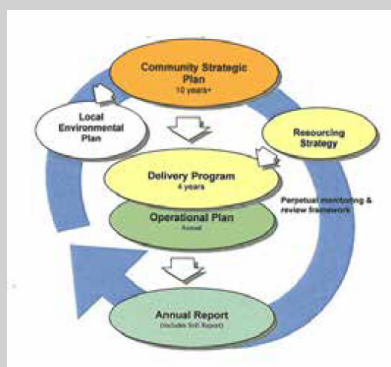 Community Strategic
Plan
10 years+
Local
Environmental
Plan
Resourcing
Strategy
Delivery Program
4 years
Perpetual monitoring &
review framework
Operational Plan
Annual
Annual Report
(includes SoE Report)